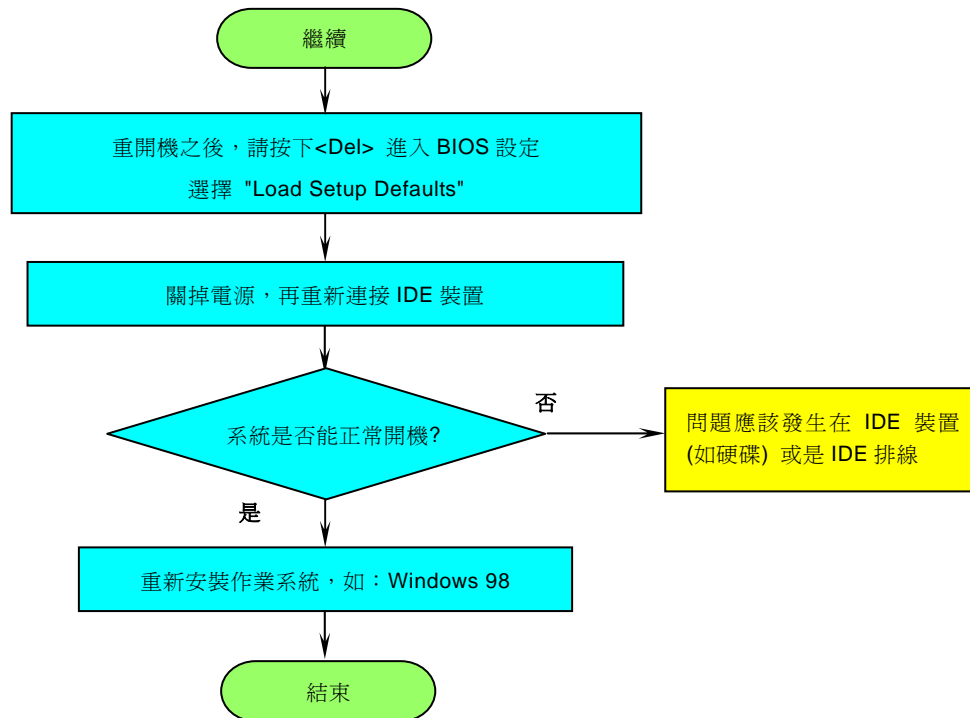 繼續
重開機之後，請按下<Del> 進入 BIOS 設定
選擇 "Load Setup Defaults"
關掉電源，再重新連接 IDE 裝置
系統是否能正常開機?
否
問題應該發生在 IDE 裝置
(如硬碟) 或是 IDE 排線
是
重新安裝作業系統，如：Windows 98
結束